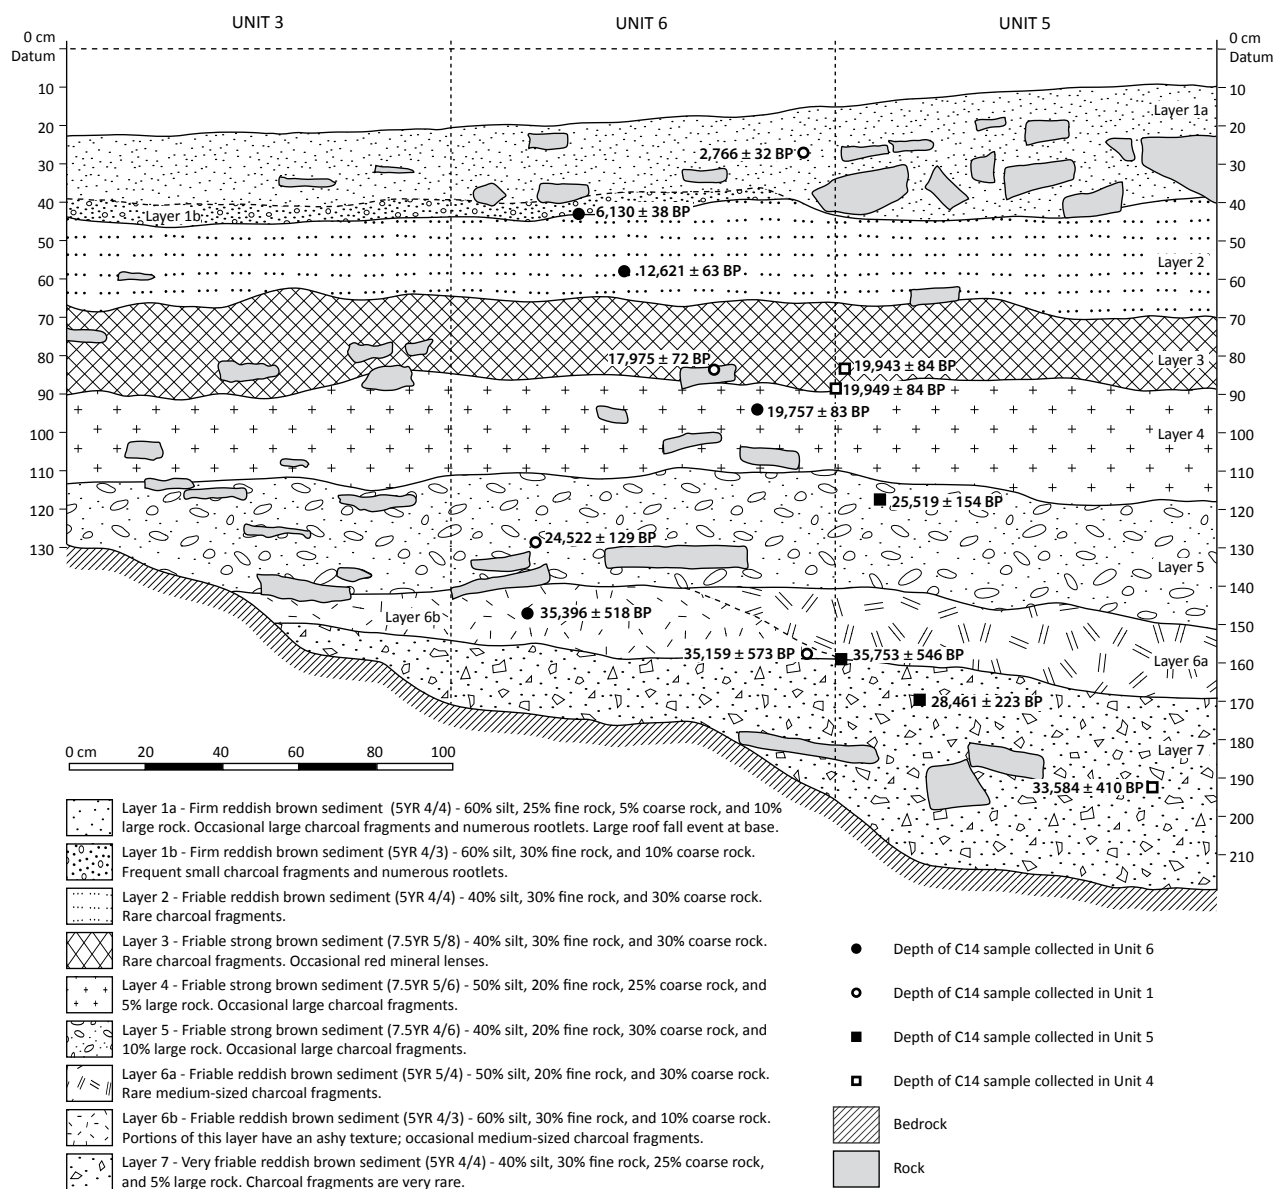 UNIT 3 UNIT 6 UNIT 5
0 cm
Datum
10
20
30
40
50
60
70
80
90
100
110
120
130
0 cm
Datum
10
20
30
40
50
60
70
80
90
100
110
120
130
140
150
160
170
180
190
200
210
Layer 1a
2,766 ± 32 BP
Layer 1b
6,130 ± 38 BP
12,621 ± 63 BP
Layer 2
17,975 ± 72 BP
19,943 ± 84 BP
Layer 3
19,949 ± 84 BP
19,757 ± 83 BP
Layer 4
25,519 ± 154 BP
24,522 ± 129 BP
Layer 5
Layer 6b
35,396 ± 518 BP
35,159 ± 573 BP
35,753 ± 546 BP
Layer 6a
28,461 ± 223 BP
Layer 7
33,584 ± 410 BP
0 cm 20 40 60 80 100
Layer 1a - Firm reddish brown sediment (5YR 4/4) - 60% silt, 25% fine rock, 5% coarse rock, and 10%
large rock. Occasional large charcoal fragments and numerous rootlets. Large roof fall event at base.
Layer 1b - Firm reddish brown sediment (5YR 4/3) - 60% silt, 30% fine rock, and 10% coarse rock.
Frequent small charcoal fragments and numerous rootlets.
Layer 2 - Friable reddish brown sediment (5YR 4/4) - 40% silt, 30% fine rock, and 30% coarse rock.
Rare charcoal fragments.
Layer 3 - Friable strong brown sediment (7.5YR 5/8) - 40% silt, 30% fine rock, and 30% coarse rock.
Rare charcoal fragments. Occasional red mineral lenses.
Layer 4 - Friable strong brown sediment (7.5YR 5/6) - 50% silt, 20% fine rock, 25% coarse rock, and
5% large rock. Occasional large charcoal fragments.
Layer 5 - Friable strong brown sediment (7.5YR 4/6) - 40% silt, 20% fine rock, 30% coarse rock, and
10% large rock. Occasional large charcoal fragments.
Layer 6a - Friable reddish brown sediment (5YR 5/4) - 50% silt, 20% fine rock, and 30% coarse rock.
Rare medium-sized charcoal fragments.
Layer 6b - Friable reddish brown sediment (5YR 4/3) - 60% silt, 30% fine rock, and 10% coarse rock.
Portions of this layer have an ashy texture; occasional medium-sized charcoal fragments.
Layer 7 - Very friable reddish brown sediment (5YR 4/4) - 40% silt, 30% fine rock, 25% coarse rock,
and 5% large rock. Charcoal fragments are very rare.
Depth of C14 sample collected in Unit 6
Depth of C14 sample collected in Unit 1
Depth of C14 sample collected in Unit 5
Depth of C14 sample collected in Unit 4
Bedrock
Rock